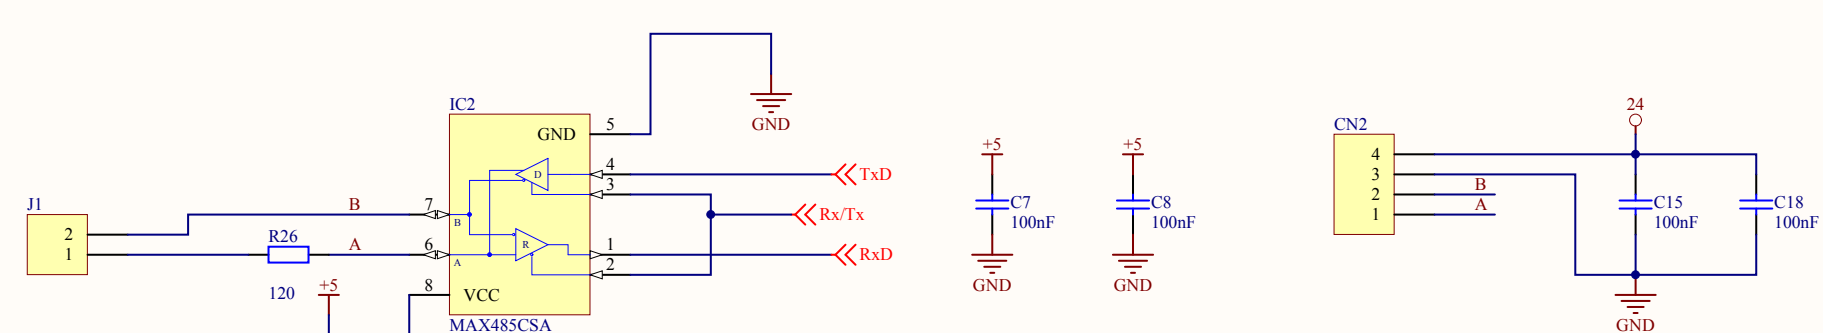 J1
2
1
B
R26
A
120
+5
IC2
7
6
8
B
A
D
R
GND
VCC
5
4
3
1
2
MAX485CSA
GND
TxD
Rx/Tx
RxD
+5
C7
100nF
GND
+5
C8
100nF
GND
CN2
4
3
2
1
B
A
24
C15
100nF
C18
100nF
GND